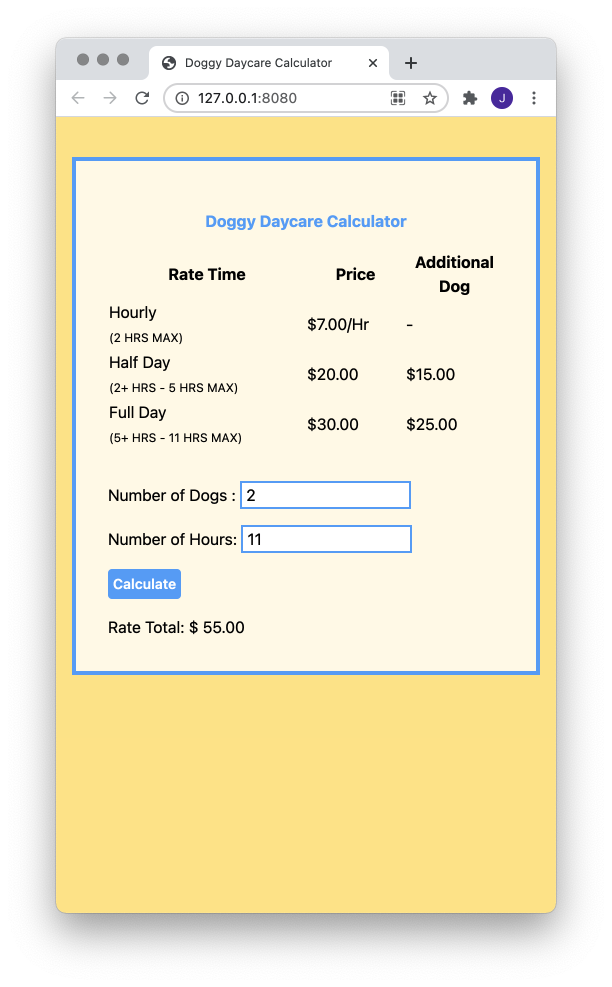 Doggy Daycare Calculator
127.0.0.1:8080
J
Doggy Daycare Calculator
Rate Time Price Additional Dog
Hourly
(2 HRS MAX)
$7.00/Hr -
Half Day
(2+ HRS - 5 HRS MAX)
$20.00 $15.00
Full Day
(5+ HRS - 11 HRS MAX)
$30.00 $25.00
Number of Dogs : 2
Number of Hours: 11
Calculate
Rate Total: $ 55.00